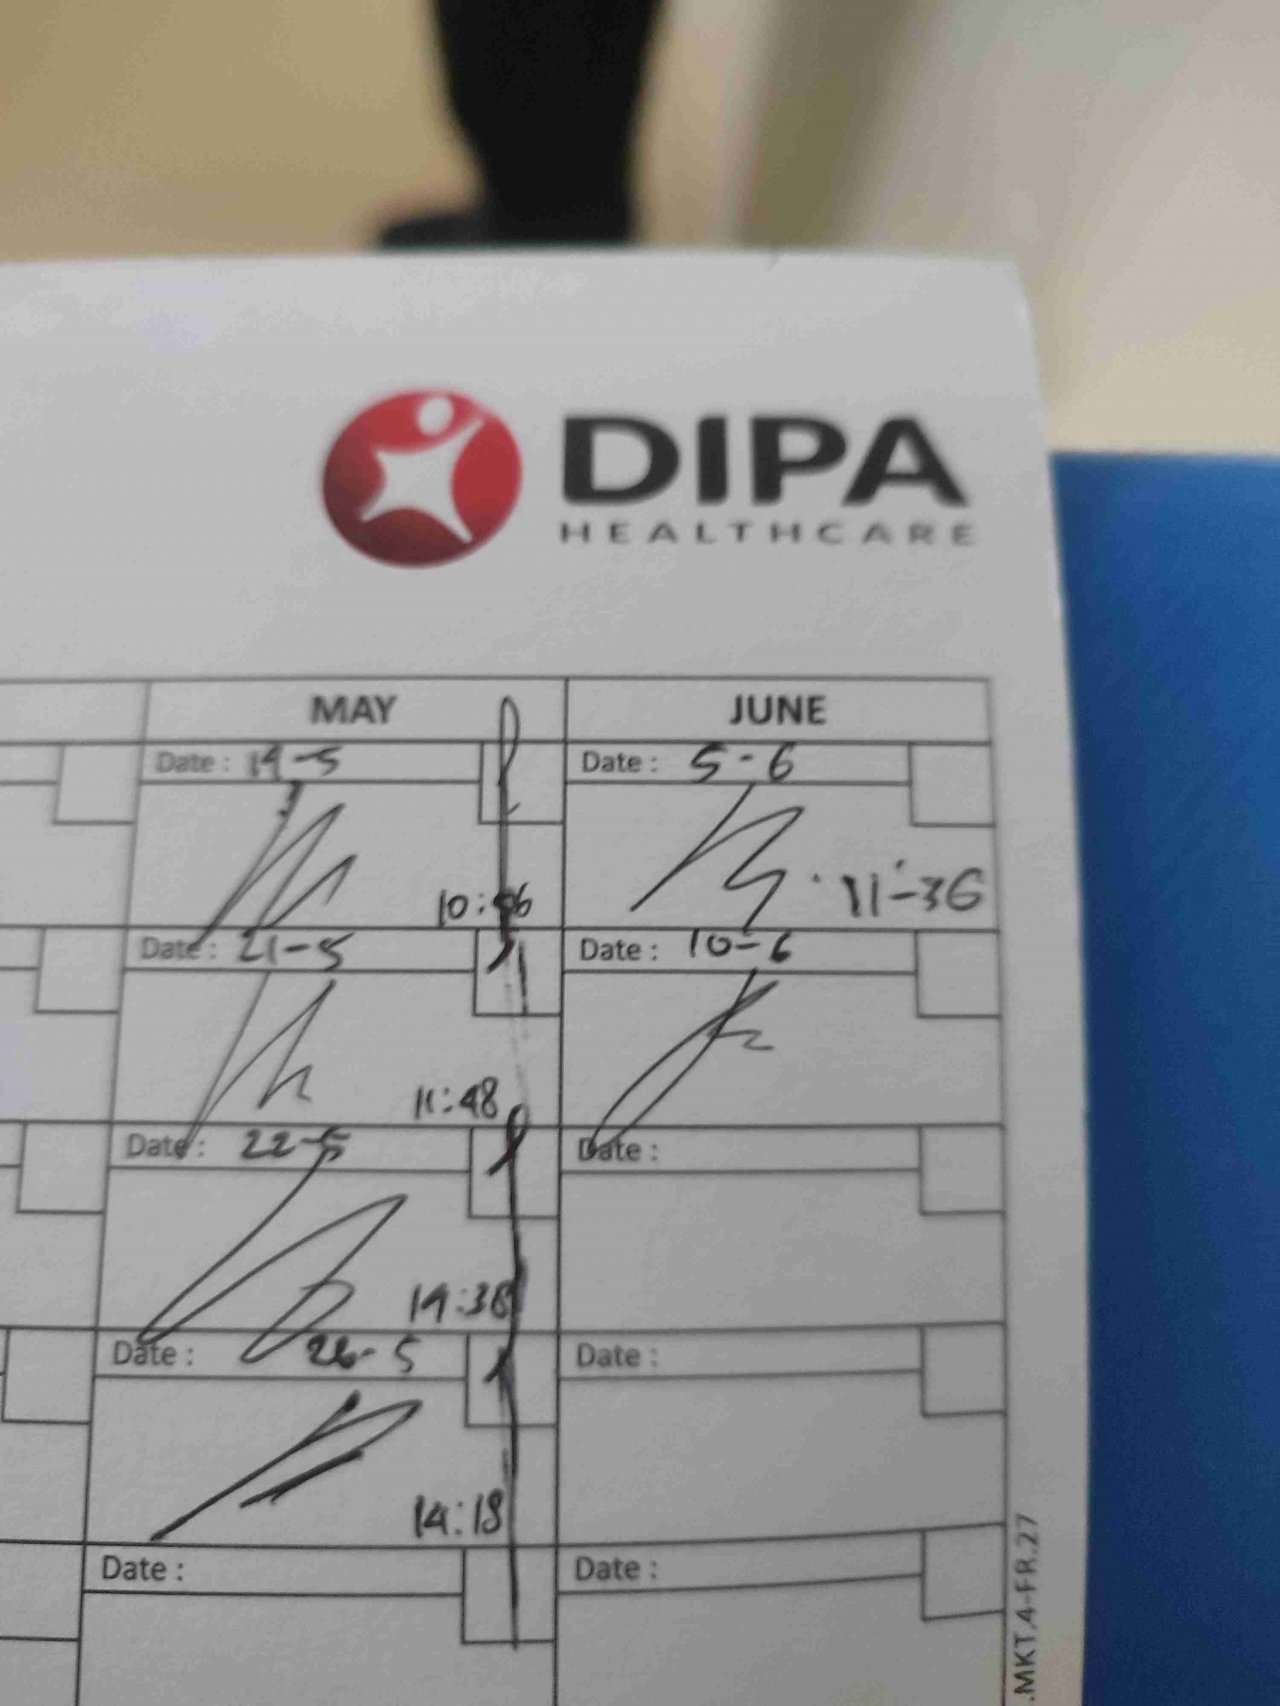 DIPA
HEALTHCARE
MAY
JUNE
Date : 19-5
Date : 5-6
10:56
11-36
Date : 21-5
Date : 10-6
11:48
Date : 22-5
Date :
14:38
Date : 26-5
Date :
14:18
Date :
Date :
.MKT.4-FR.27